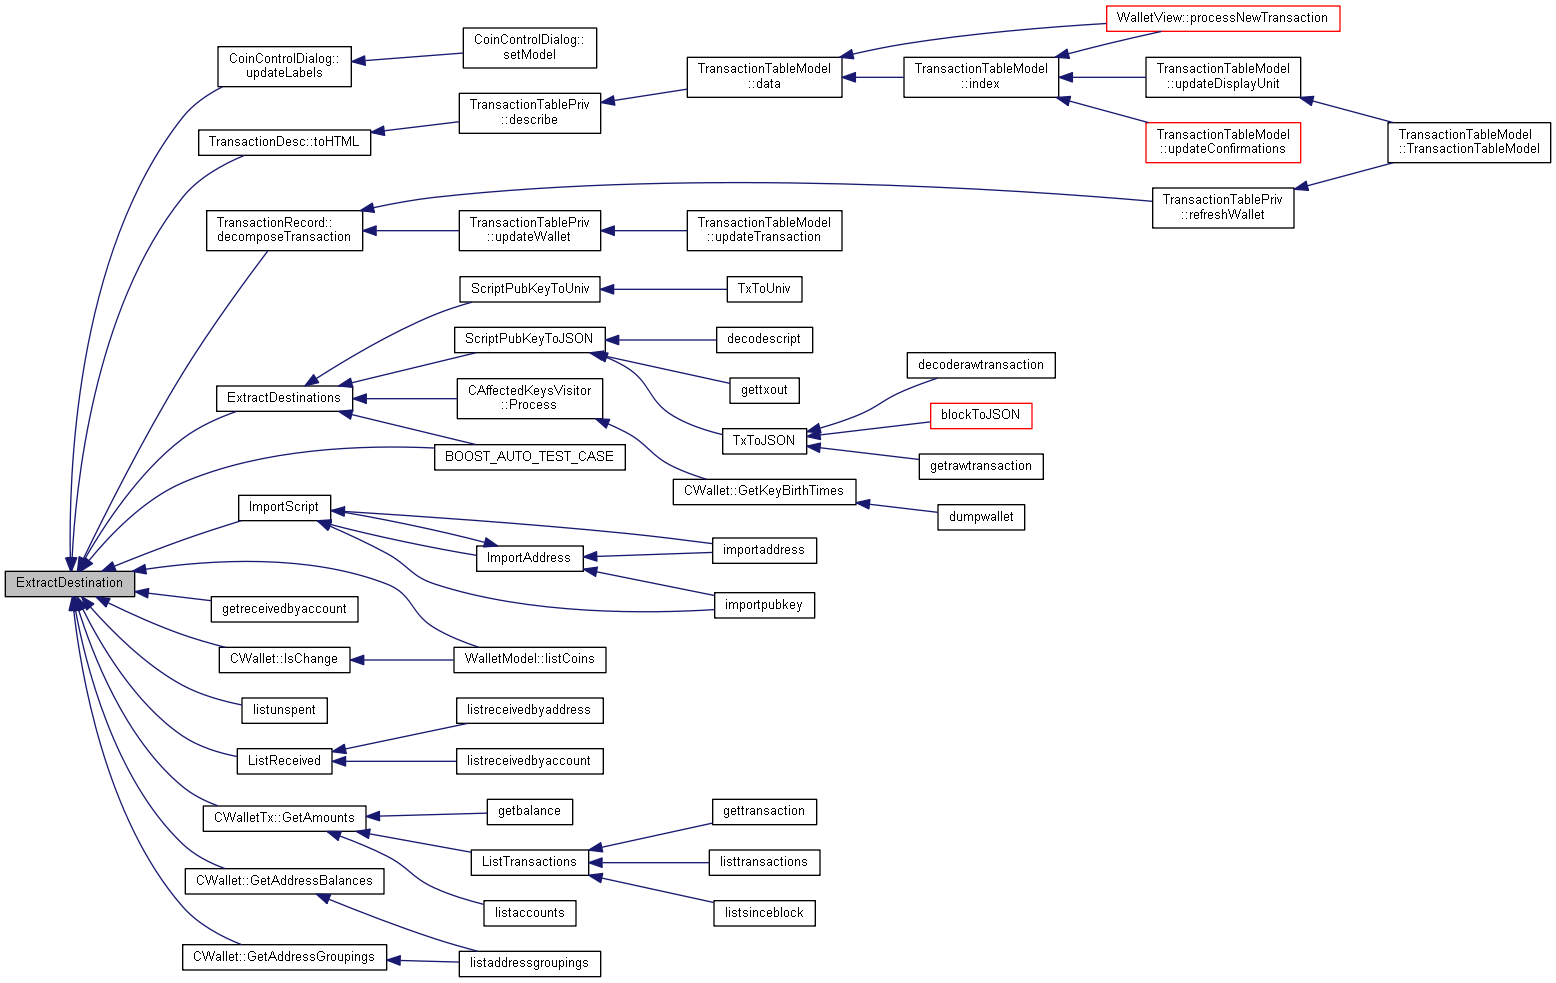 WalletView::processNewTransaction
CoinControlDialog::
setModel
CoinControlDialog::
updateLabels
TransactionTableModel
::data
TransactionTableModel
::index
TransactionTableModel
::updateDisplayUnit
TransactionTablePriv
::describe
TransactionDesc::toHTML
TransactionTableModel
::updateConfirmations
TransactionTableModel
::TransactionTableModel
TransactionTablePriv
::refreshWallet
TransactionRecord::
decomposeTransaction
TransactionTablePriv
::updateWallet
TransactionTableModel
::updateTransaction
ScriptPubKeyToUniv
TxToUniv
ScriptPubKeyToJSON
decodescript
decoderawtransaction
gettxout
ExtractDestinations
CAffectedKeysVisitor
::Process
blockToJSON
TxToJSON
BOOST_AUTO_TEST_CASE
getrawtransaction
CWallet::GetKeyBirthTimes
ImportScript
dumpwallet
ImportAddress
importaddress
ExtractDestination
getreceivedbyaccount
importpubkey
CWallet::IsChange
WalletModel::listCoins
listunspent
listreceivedbyaddress
ListReceived
listreceivedbyaccount
CWalletTx::GetAmounts
getbalance
gettransaction
ListTransactions
listtransactions
CWallet::GetAddressBalances
listaccounts
listsinceblock
CWallet::GetAddressGroupings
listaddressgroupings